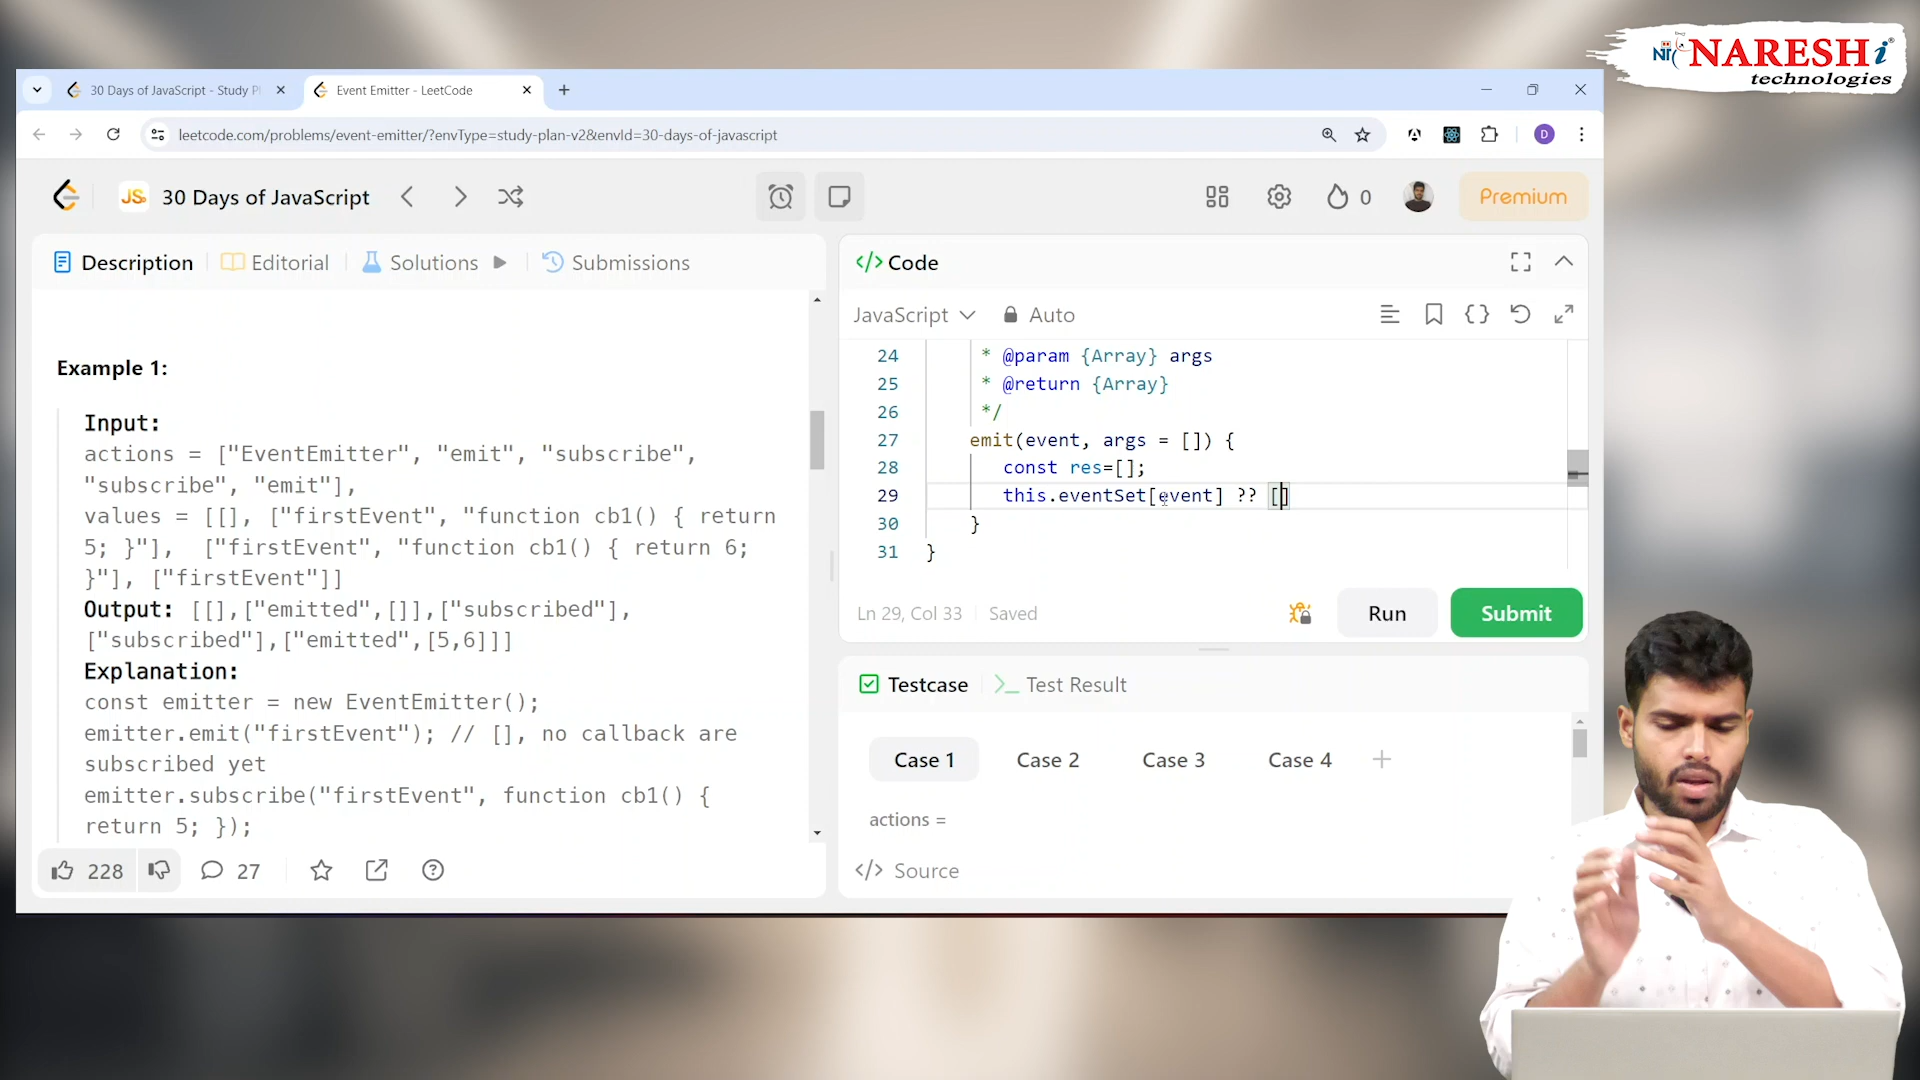 NARESHi
technologies
30 Days of JavaScript - Study Pl
Event Emitter - LeetCode
leetcode.com/problems/event-emitter/?envType=study-plan-v2&envId=30-days-of-javascript
D
JS 30 Days of JavaScript
0
Premium
Description
Editorial
Solutions
Submissions
</> Code
JavaScript
Auto
Example 1:
Input:
actions = ["EventEmitter", "emit", "subscribe",
"subscribe", "emit"],
values = [[], ["firstEvent", "function cb1() { return
5; }"],  ["firstEvent", "function cb1() { return 6;
}"], ["firstEvent"]]
Output: [[],["emitted",[]],["subscribed"],
["subscribed"],["emitted",[5,6]]]
Explanation:
const emitter = new EventEmitter();
emitter.emit("firstEvent"); // [], no callback are
subscribed yet
emitter.subscribe("firstEvent", function cb1() {
return 5; });
228
27
24 * @param {Array} args
25 * @return {Array}
26 */
27 emit(event, args = []) {
28 const res=[];
29 this.eventSet[event] ?? []
30 }
31 }
Ln 29, Col 33
Saved
Run
Submit
Testcase
Test Result
Case 1
Case 2
Case 3
Case 4
actions =
</> Source